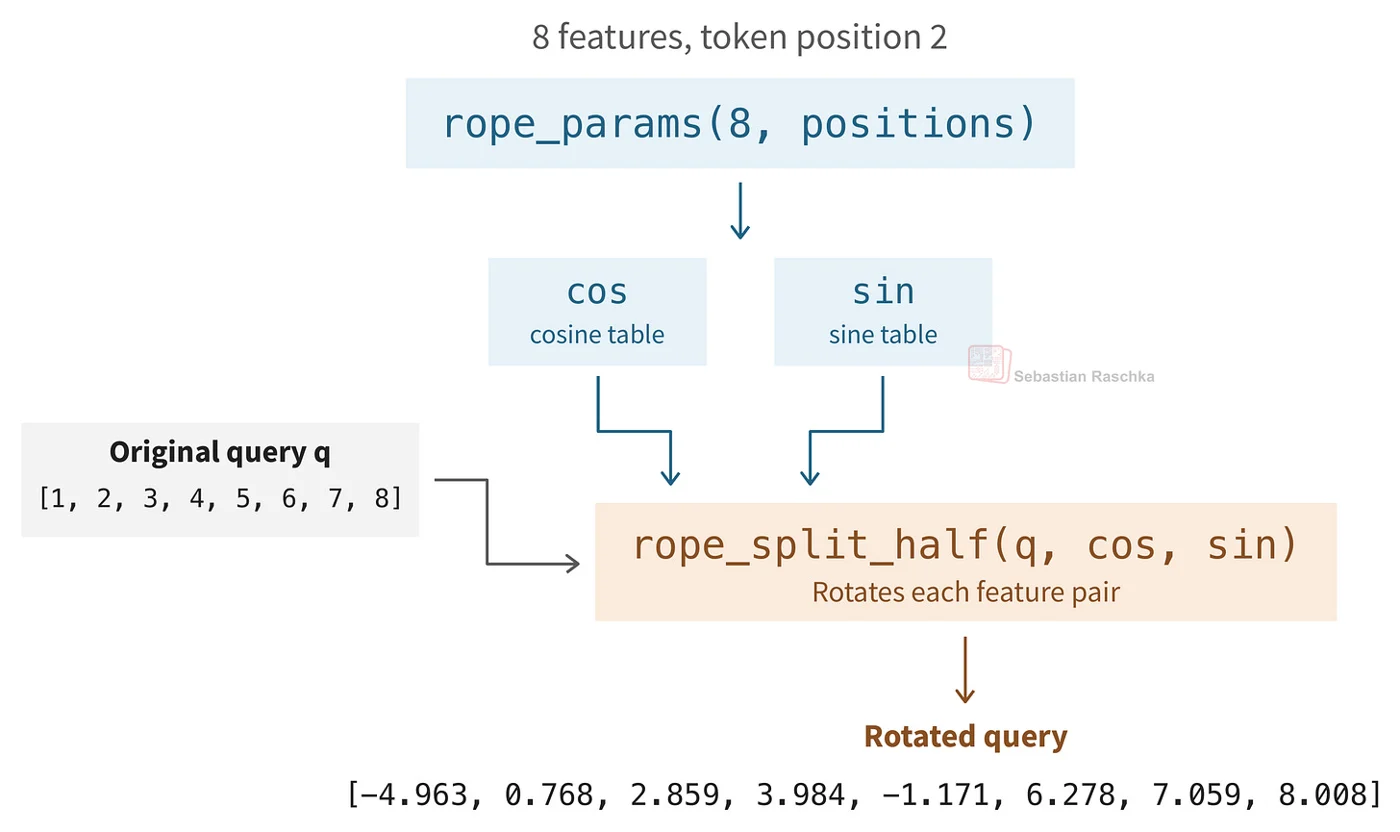 8 features, token position 2
rope_params(8, positions)
cos
cosine table
sin
sine table
Sebastian Raschka
Original query q
[1, 2, 3, 4, 5, 6, 7, 8]
rope_split_half(q, cos, sin)
Rotates each feature pair
Rotated query
[−4.963, 0.768, 2.859, 3.984, −1.171, 6.278, 7.059, 8.008]